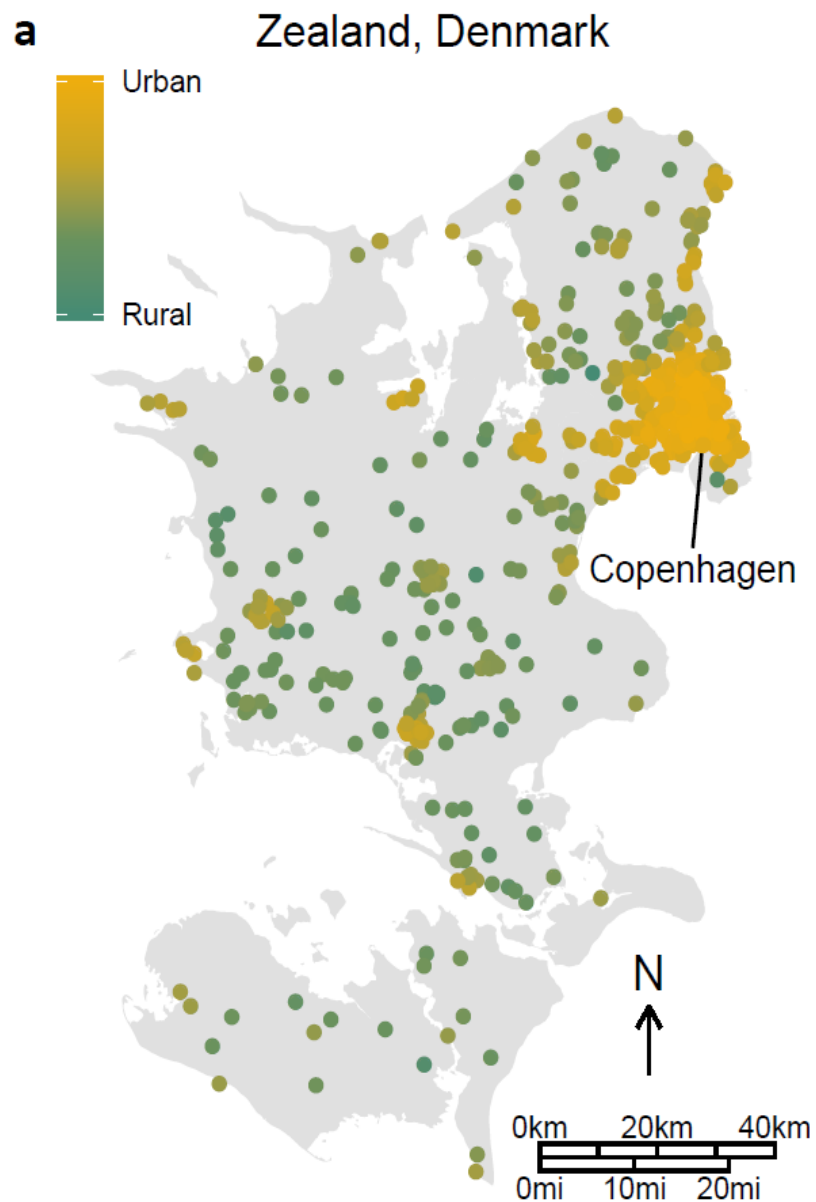 a
Zealand, Denmark
Urban
Rural
Copenhagen
N
0km 20km 40km
0mi 10mi 20mi